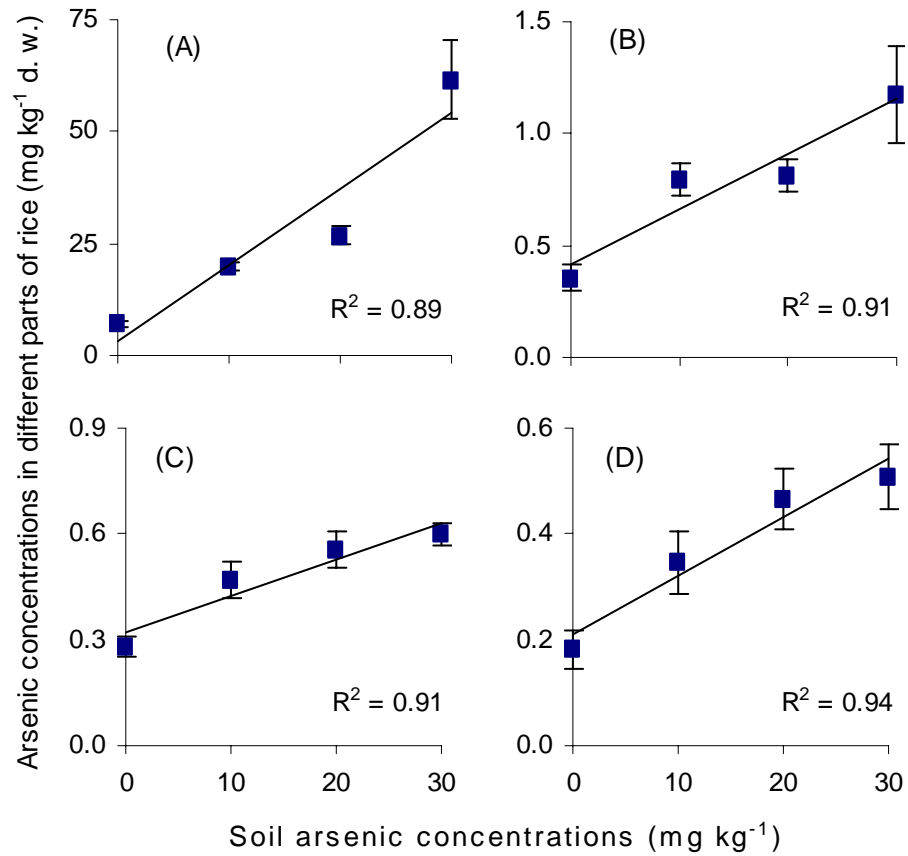 Arsenic concentrations in different parts of rice (mg kg⁻¹ d. w.)
(A)
75
50
25
0
R² = 0.89
(B)
1.5
1.0
0.5
0.0
R² = 0.91
(C)
0.9
0.6
0.3
0.0
R² = 0.91
0 10 20 30
(D)
0.6
0.4
0.2
0.0
R² = 0.94
0 10 20 30
Soil arsenic concentrations (mg kg⁻¹)